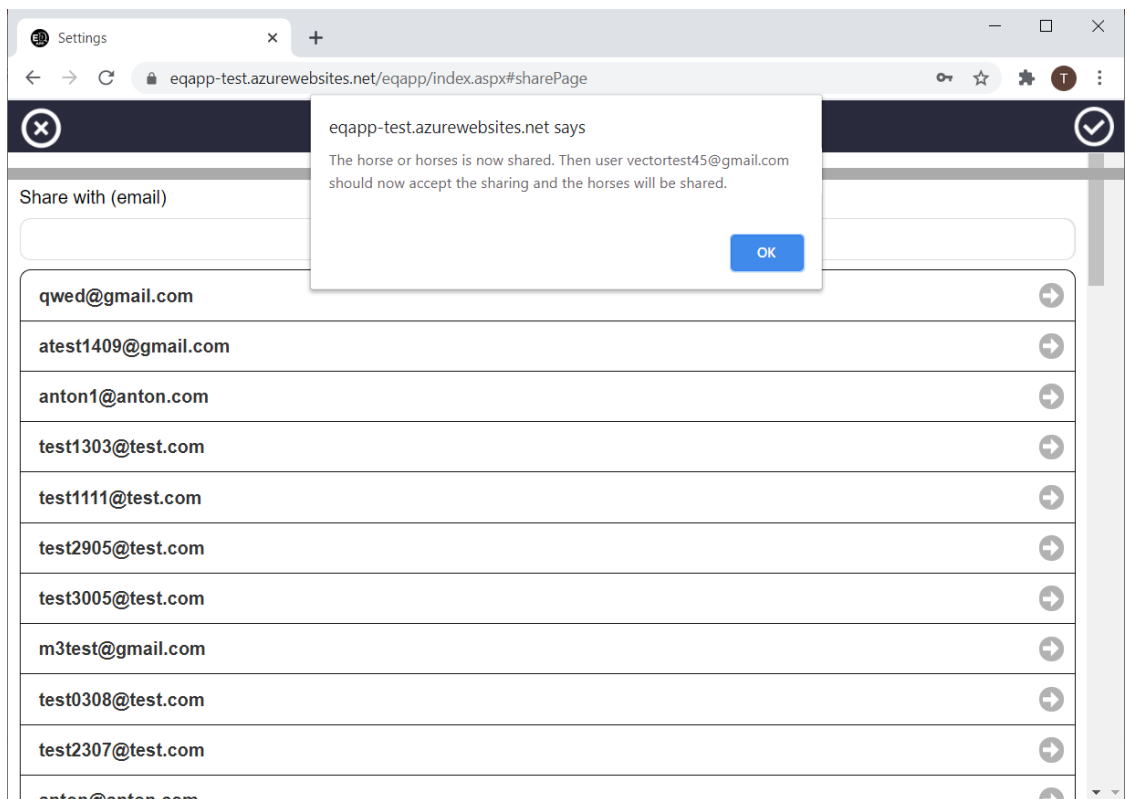 Settings
eqapp-test.azurewebsites.net/eqapp/index.aspx#sharePage
T
eqapp-test.azurewebsites.net says
The horse or horses is now shared. Then user vectortest45@gmail.com
should now accept the sharing and the horses will be shared.
OK
Share with (email)
qwed@gmail.com
atest1409@gmail.com
anton1@anton.com
test1303@test.com
test1111@test.com
test2905@test.com
test3005@test.com
m3test@gmail.com
test0308@test.com
test2307@test.com
anton@anton.com